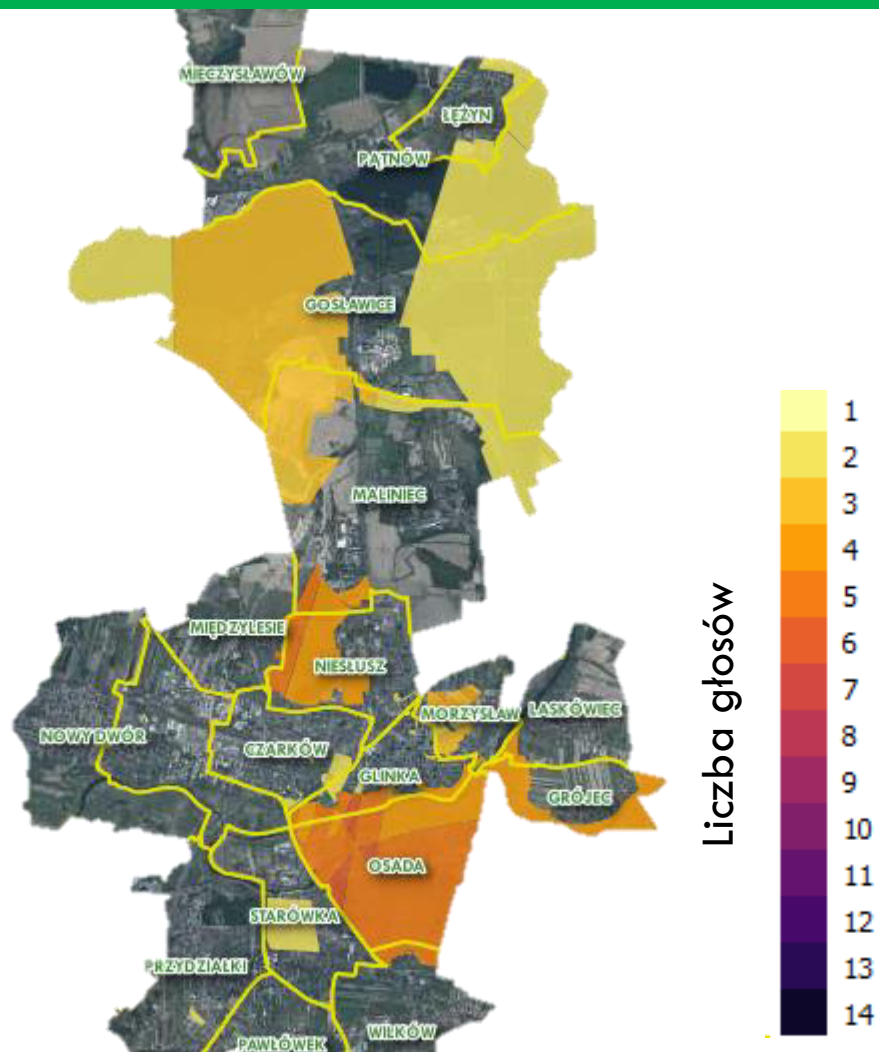 MIECZYSŁAWÓW
ŁĘŻYN
PĄTNÓW
GOSŁAWICE
MALINIEC
MIĘDZYLESIE
NIESŁUSZ
NOWY DWÓR
CZARKÓW
MORZYSŁAW
LASKÓWIEC
GLINKA
GRÓJEC
OSADA
STARÓWKA
PRZYDZIAŁKI
PAWŁÓWEK
WILKÓW
Liczba głosów
1
2
3
4
5
6
7
8
9
10
11
12
13
14